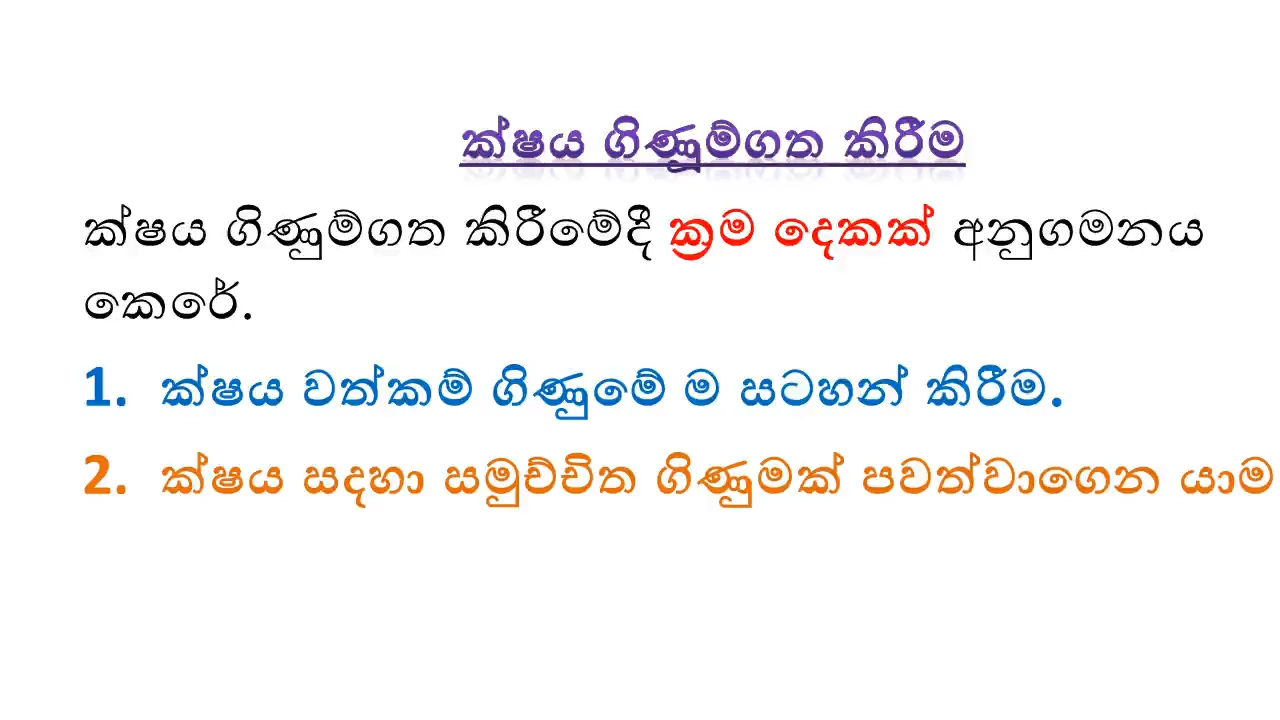 ක්ෂය ගිණූම්ගත කිරීම
ක්ෂය ගිණුම්ගත කිරීමේදී ක්‍රම දෙකක් අනුගමනය
කෙරේ.
1. ක්ෂය වත්කම් ගිණුමේ ම සටහන් කිරීම.
2. ක්ෂය සදහා සමුච්චිත ගිණුමක් පවත්වාගෙන යාම